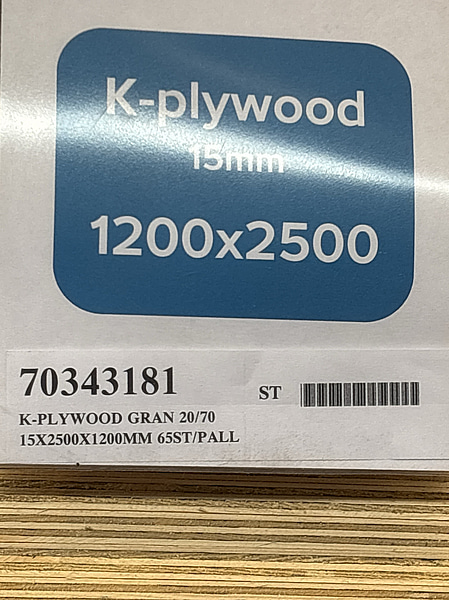 K-plywood
15mm
1200x2500
70343181
ST
K-PLYWOOD GRAN 20/70
15X2500X1200MM 65ST/PALL